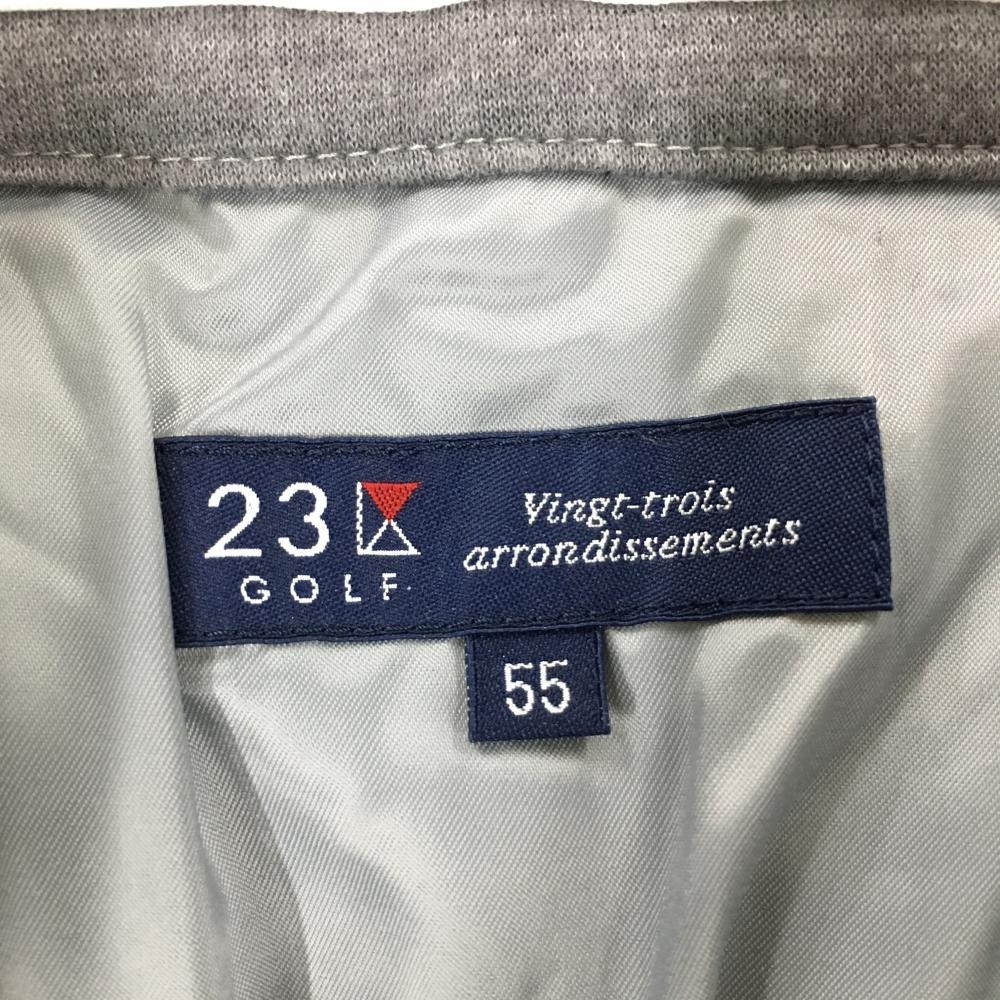 23
GOLF
Vingt-trois
arrondissements
55